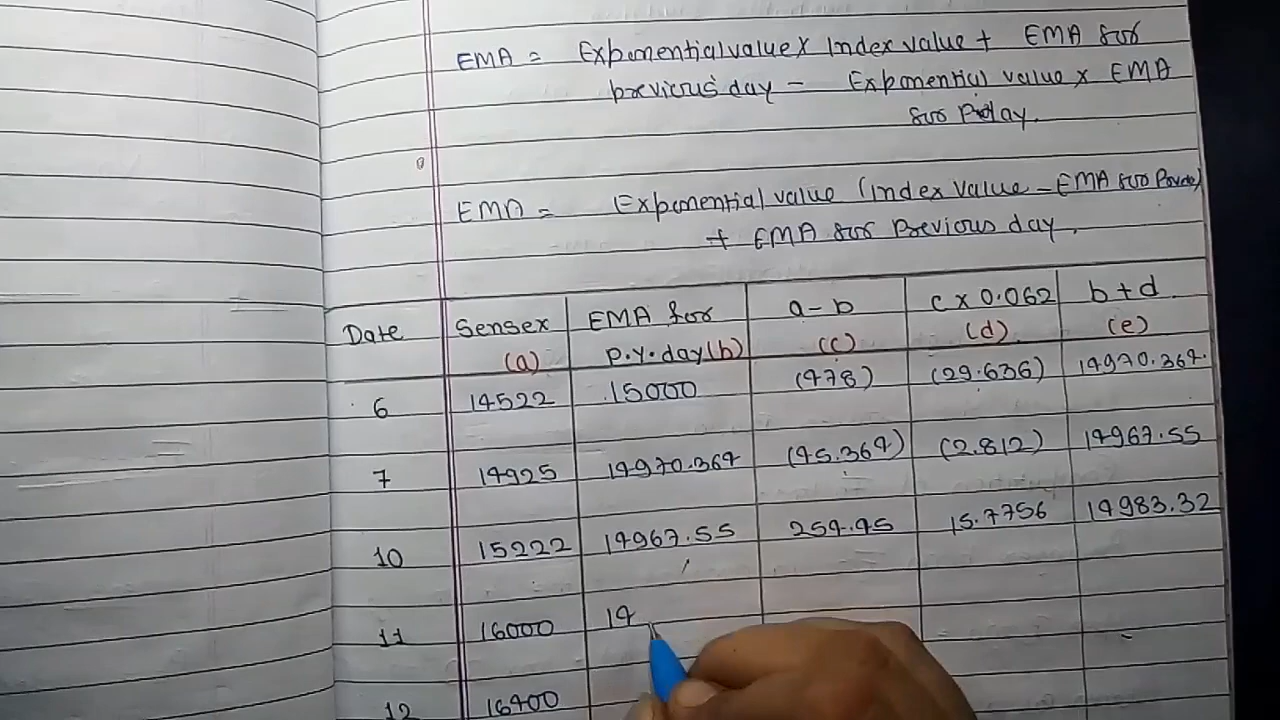 EMA = Exponential value x Index value + EMA for
previous day - Exponential value x EMA
for P.day.
EMA = Exponential value (Index value - EMA for
+ EMA for Previous day.
Date Sensex EMA for a-b c x 0.062 b+d
(a) p.y.day(b) (c) (d) (e)
6 14522 15000 (478) (29.636) 14970.364.
7 14925 14970.364 (45.364) (2.812) 14967.55
10 15222 14967.55 254.45 15.7756 14983.32
11 16000 14
12 16400